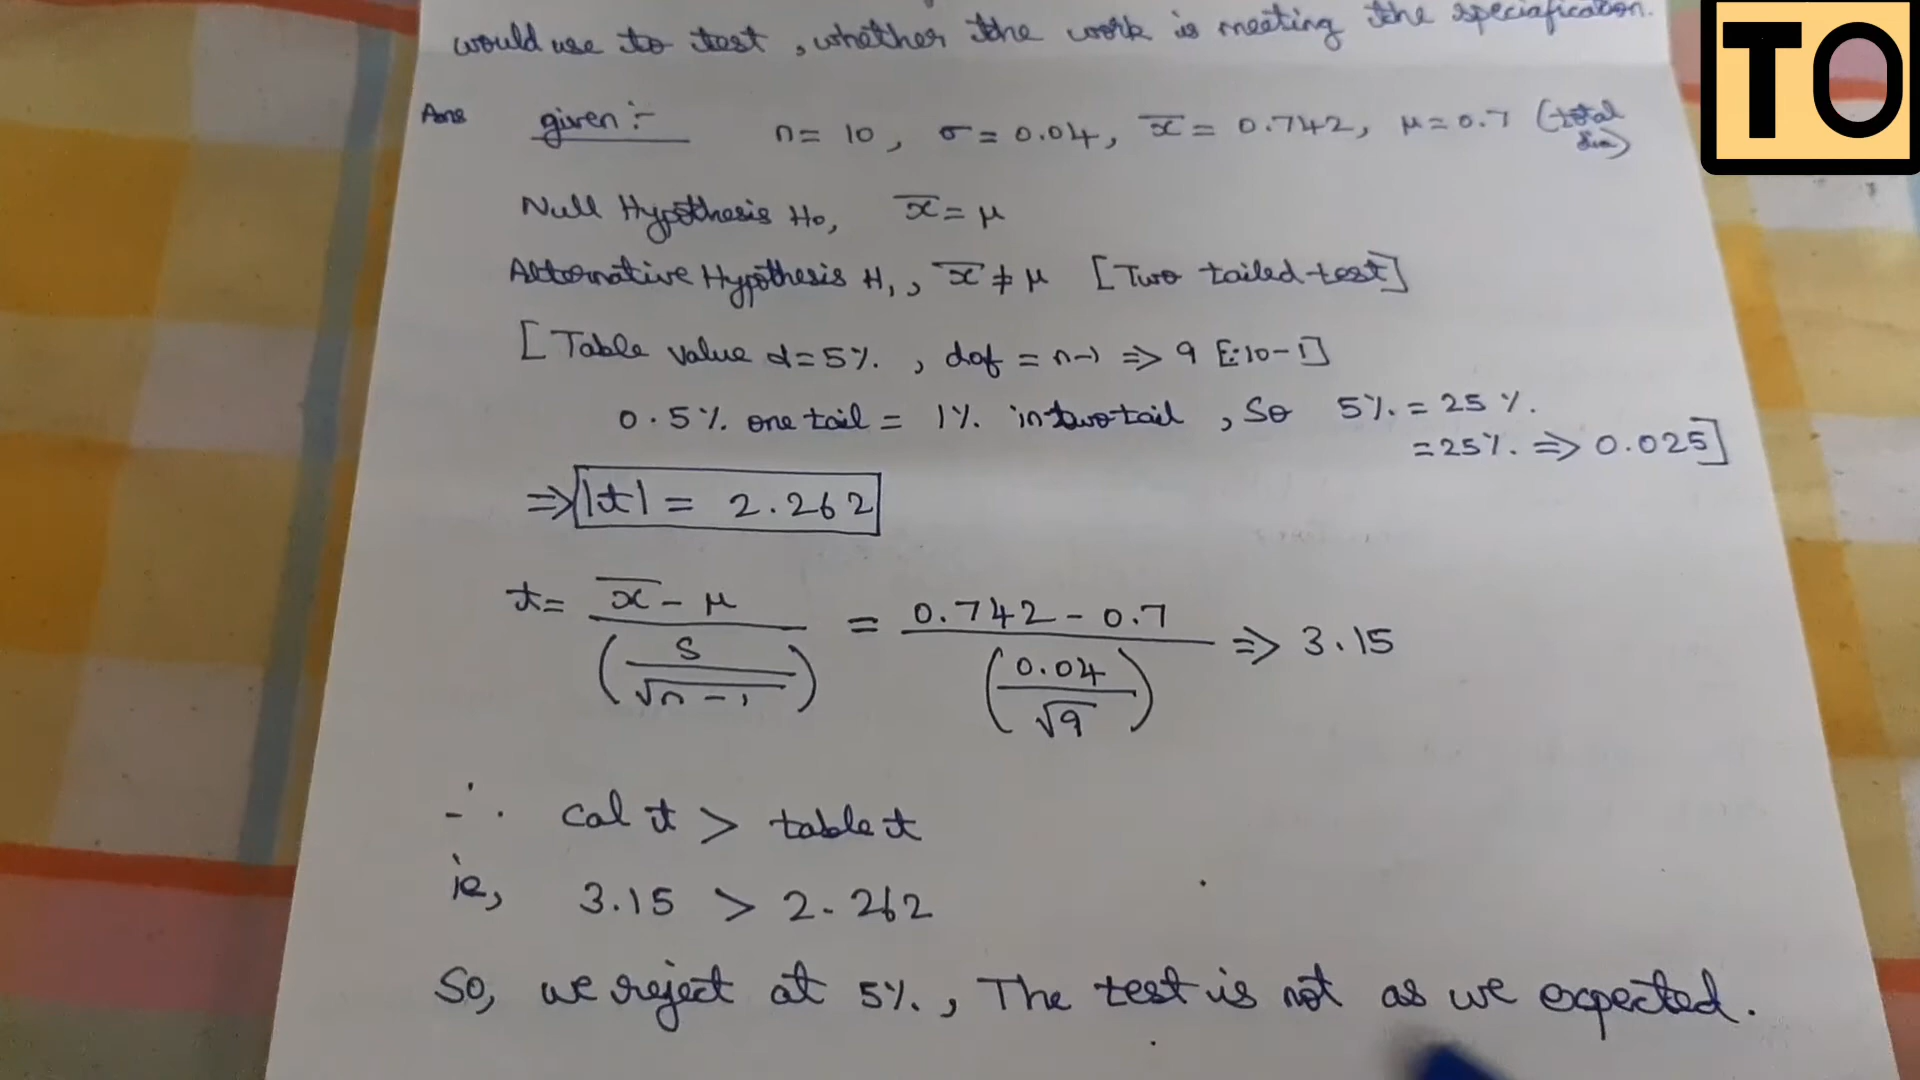 would use to test, whether the work is meeting the speciafication.
TO
Ans given :- n = 10, σ = 0.04, x̄ = 0.742, μ = 0.7 (total dim)
Null Hypothesis H₀, x̄ = μ
Alternative Hypothesis H₁, x̄ ≠ μ [Two tailed-test]
[Table value α = 5%, dof = n-1 => 9 [∵10-1]
0.5% one tail = 1% in two tail, So 5% = 25%
= 25% => 0.025]
=> |t| = 2.262
t = (x̄ - μ) / (S / √n-1) = (0.742 - 0.7) / (0.04 / √9) => 3.15
∴ cal t > table t
ie, 3.15 > 2.262
So, we reject at 5%, The test is not as we expected.